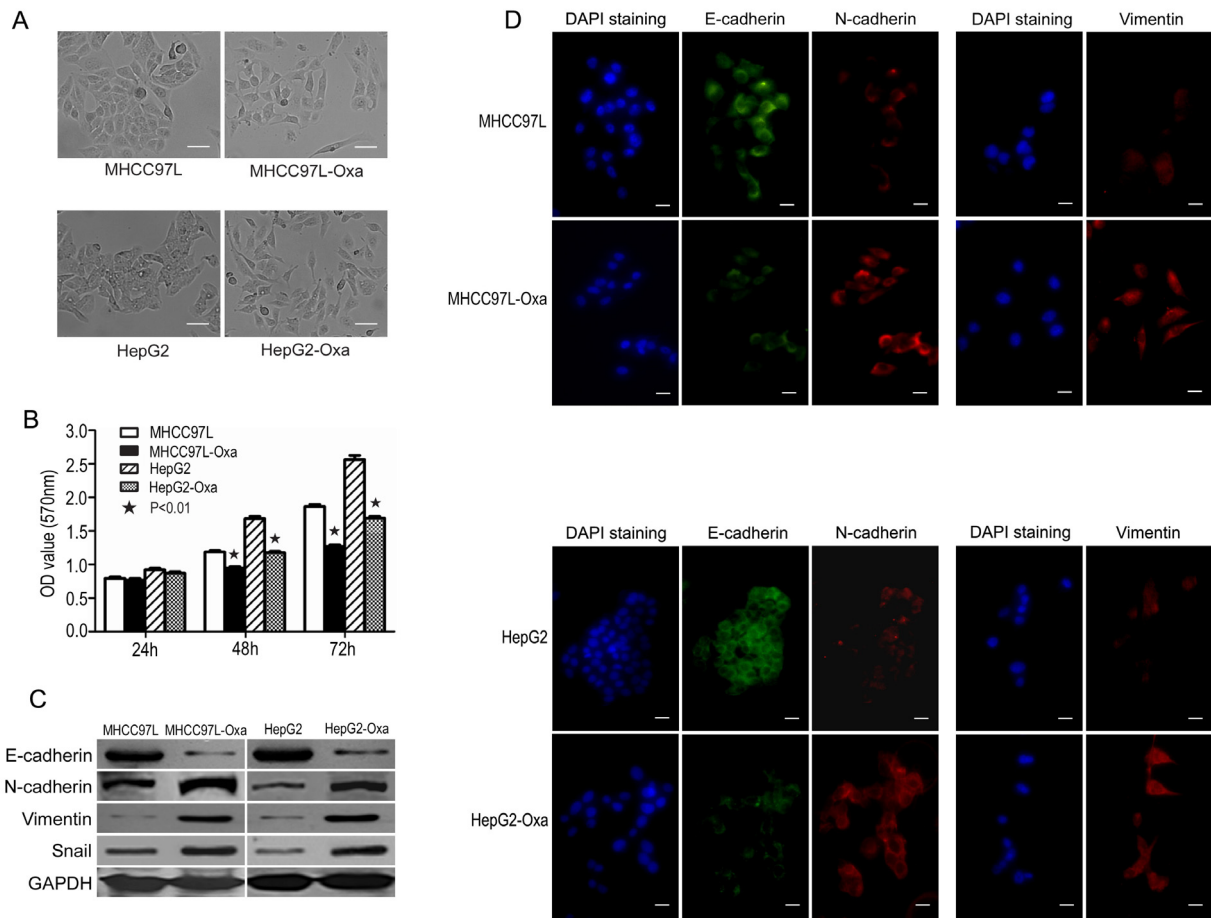 A
MHCC97L
MHCC97L-Oxa
HepG2
HepG2-Oxa
B
MHCC97L
MHCC97L-Oxa
HepG2
HepG2-Oxa
★ P<0.01
OD value (570nm)
3.0
2.5
2.0
1.5
1.0
0.5
0.0
★
★
★
★
24h
48h
72h
C
MHCC97L MHCC97L-Oxa HepG2 HepG2-Oxa
E-cadherin
N-cadherin
Vimentin
Snail
GAPDH
D
DAPI staining E-cadherin N-cadherin DAPI staining Vimentin
MHCC97L
MHCC97L-Oxa
DAPI staining E-cadherin N-cadherin DAPI staining Vimentin
HepG2
HepG2-Oxa